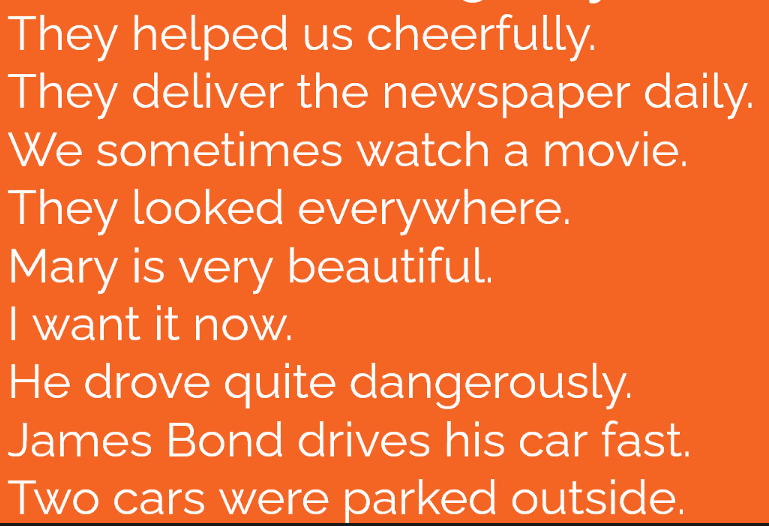 They helped us cheerfully.
They deliver the newspaper daily.
We sometimes watch a movie.
They looked everywhere.
Mary is very beautiful.
I want it now.
He drove quite dangerously.
James Bond drives his car fast.
Two cars were parked outside.